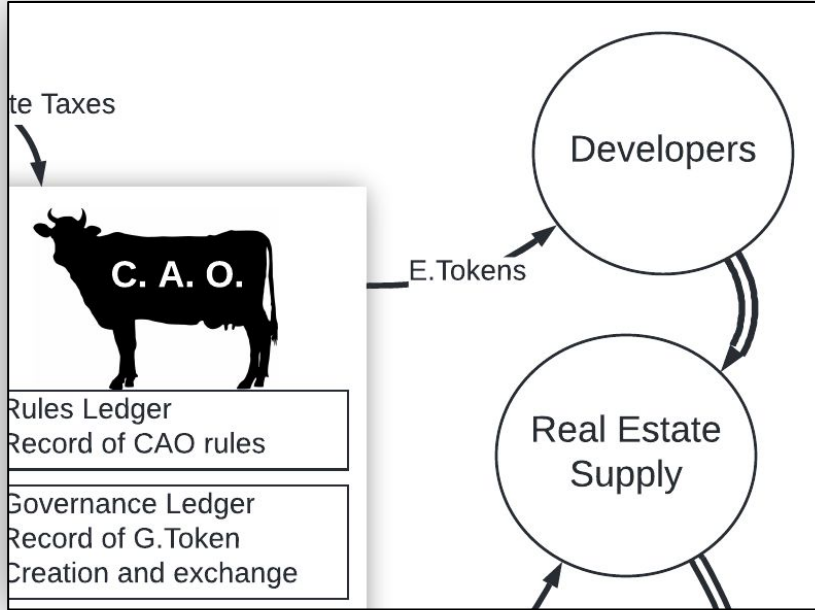 te Taxes
Developers
C. A. O.
E.Tokens
Rules Ledger
Record of CAO rules
Real Estate
Supply
Governance Ledger
Record of G.Token
Creation and exchange